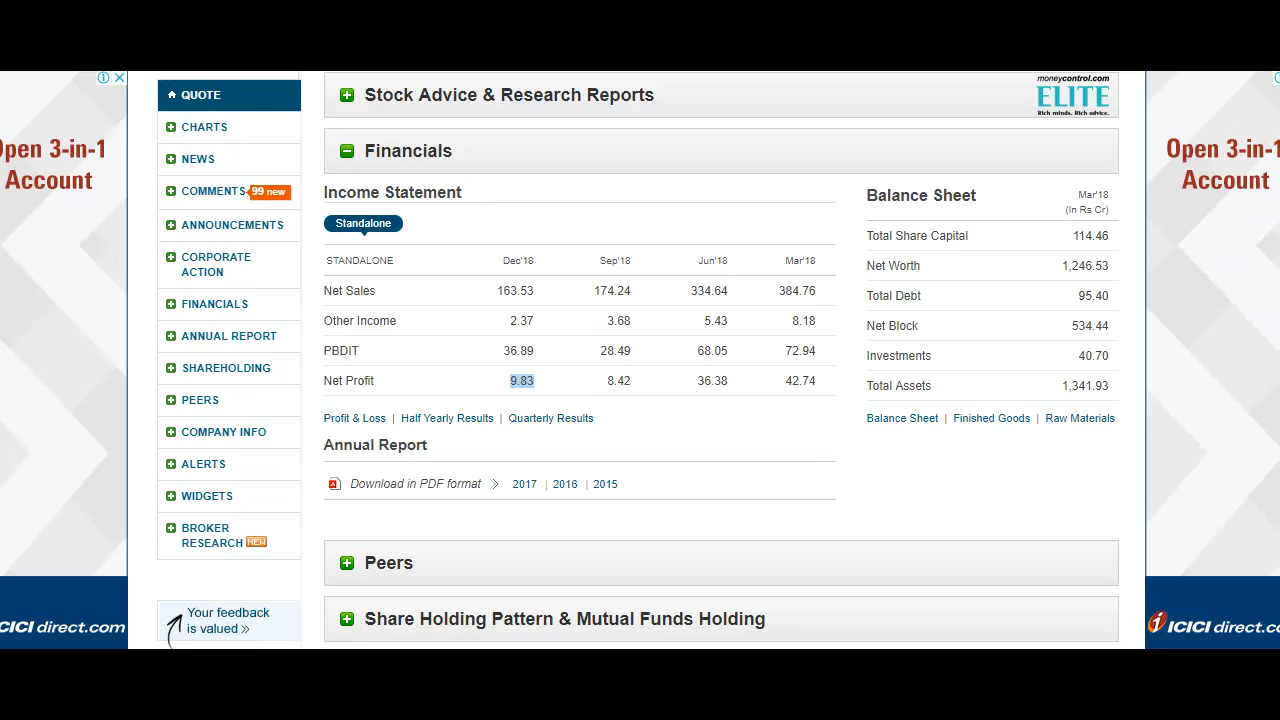 Open 3-in-1
Account
ICICI direct.com
QUOTE
CHARTS
NEWS
COMMENTS 99 new
ANNOUNCEMENTS
CORPORATE
ACTION
FINANCIALS
ANNUAL REPORT
SHAREHOLDING
PEERS
COMPANY INFO
ALERTS
WIDGETS
BROKER
RESEARCH NEW
Your feedback
is valued »
Stock Advice & Research Reports
moneycontrol.com
ELITE
Rich minds. Rich advice.
Financials
Income Statement
Standalone
STANDALONE Dec'18 Sep'18 Jun'18 Mar'18
Net Sales 163.53 174.24 334.64 384.76
Other Income 2.37 3.68 5.43 8.18
PBDIT 36.89 28.49 68.05 72.94
Net Profit 9.83 8.42 36.38 42.74
Profit & Loss | Half Yearly Results | Quarterly Results
Annual Report
Download in PDF format 2017 | 2016 | 2015
Balance Sheet Mar'18
(In Rs Cr)
Total Share Capital 114.46
Net Worth 1,246.53
Total Debt 95.40
Net Block 534.44
Investments 40.70
Total Assets 1,341.93
Balance Sheet | Finished Goods | Raw Materials
Peers
Share Holding Pattern & Mutual Funds Holding
Open 3-in-1
Account
ICICI direct.co